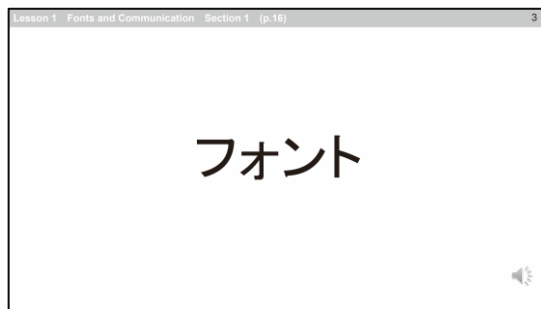 Lesson 1 Fonts and Communication Section 1 (p.16) 3
フォント